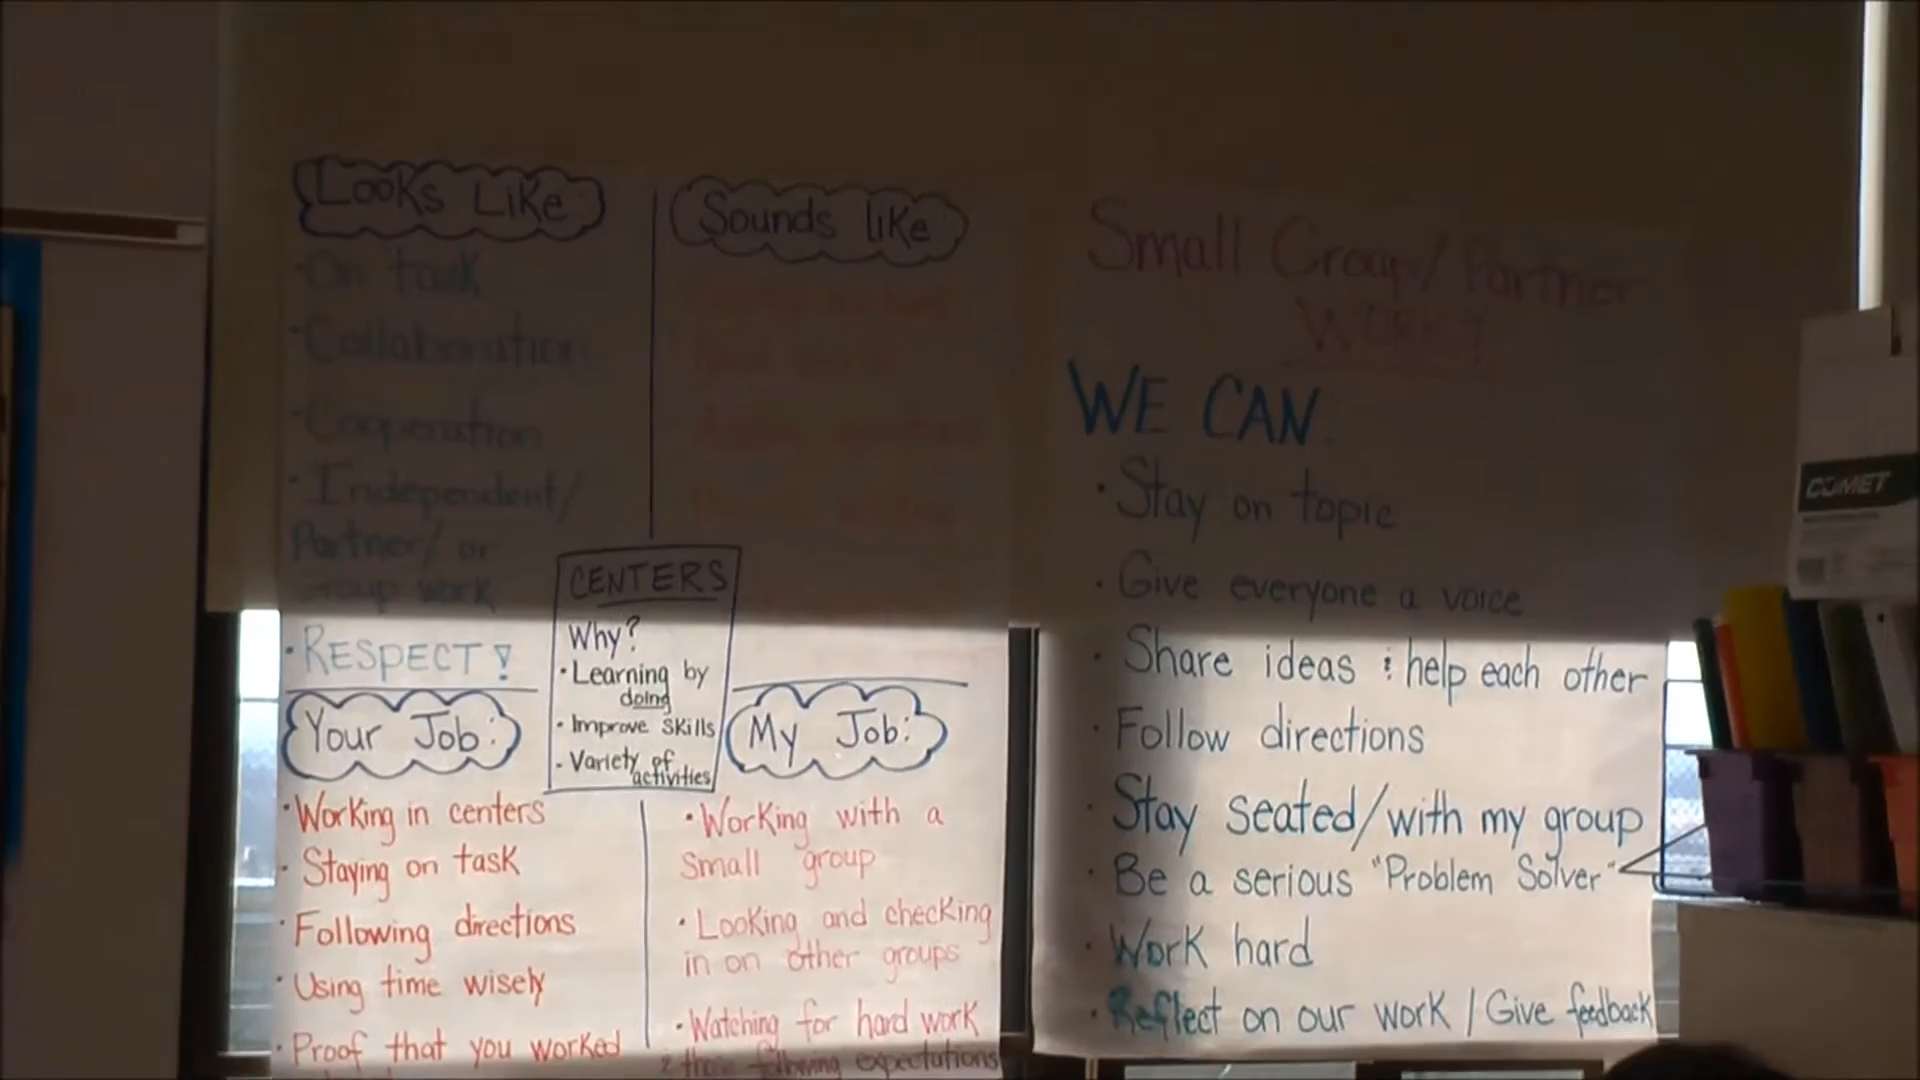 Looks Like:
· On task
· Collaboration
· Cooperation
· Independent/
Partner/ or
Group work
· RESPECT!
Sounds like
CENTERS
Why?
· Learning by
doing
· Improve skills
· Variety of
activities
Your Job:
· Working in centers
· Staying on task
· Following directions
· Using time wisely
· Proof that you worked
My Job:
· Working with a
small group
· Looking and checking
in on other groups
· Watching for hard work
& those following expectations
Small Group/Partner
WORK!
WE CAN
· Stay on topic
· Give everyone a voice
· Share ideas & help each other
· Follow directions
· Stay seated/with my group
· Be a serious "Problem Solver"
· Work hard
· Reflect on our work / Give feedback
COMET